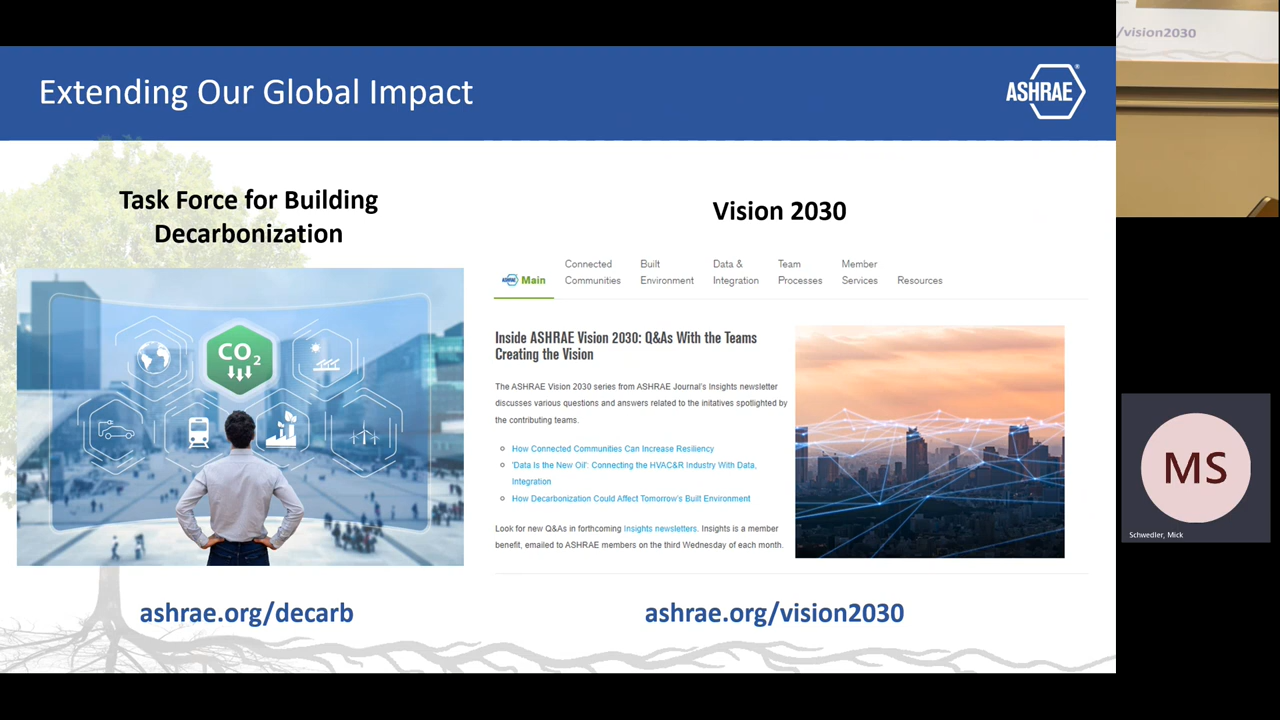 Extending Our Global Impact
ASHRAE®
/vision2030
Task Force for Building
Decarbonization
Vision 2030
ASHRAE Main
Connected
Communities
Built
Environment
Data &
Integration
Team
Processes
Member
Services
Resources
CO2
Inside ASHRAE Vision 2030: Q&As With the Teams
Creating the Vision
The ASHRAE Vision 2030 series from ASHRAE Journal's Insights newsletter
discusses various questions and answers related to the initatives spotlighted by
the contributing teams.
How Connected Communities Can Increase Resiliency
'Data Is the New Oil': Connecting the HVAC&R Industry With Data,
Integration
How Decarbonization Could Affect Tomorrow's Built Environment
Look for new Q&As in forthcoming Insights newsletters. Insights is a member
benefit, emailed to ASHRAE members on the third Wednesday of each month.
ashrae.org/decarb
ashrae.org/vision2030
MS
Schwedler, Mick